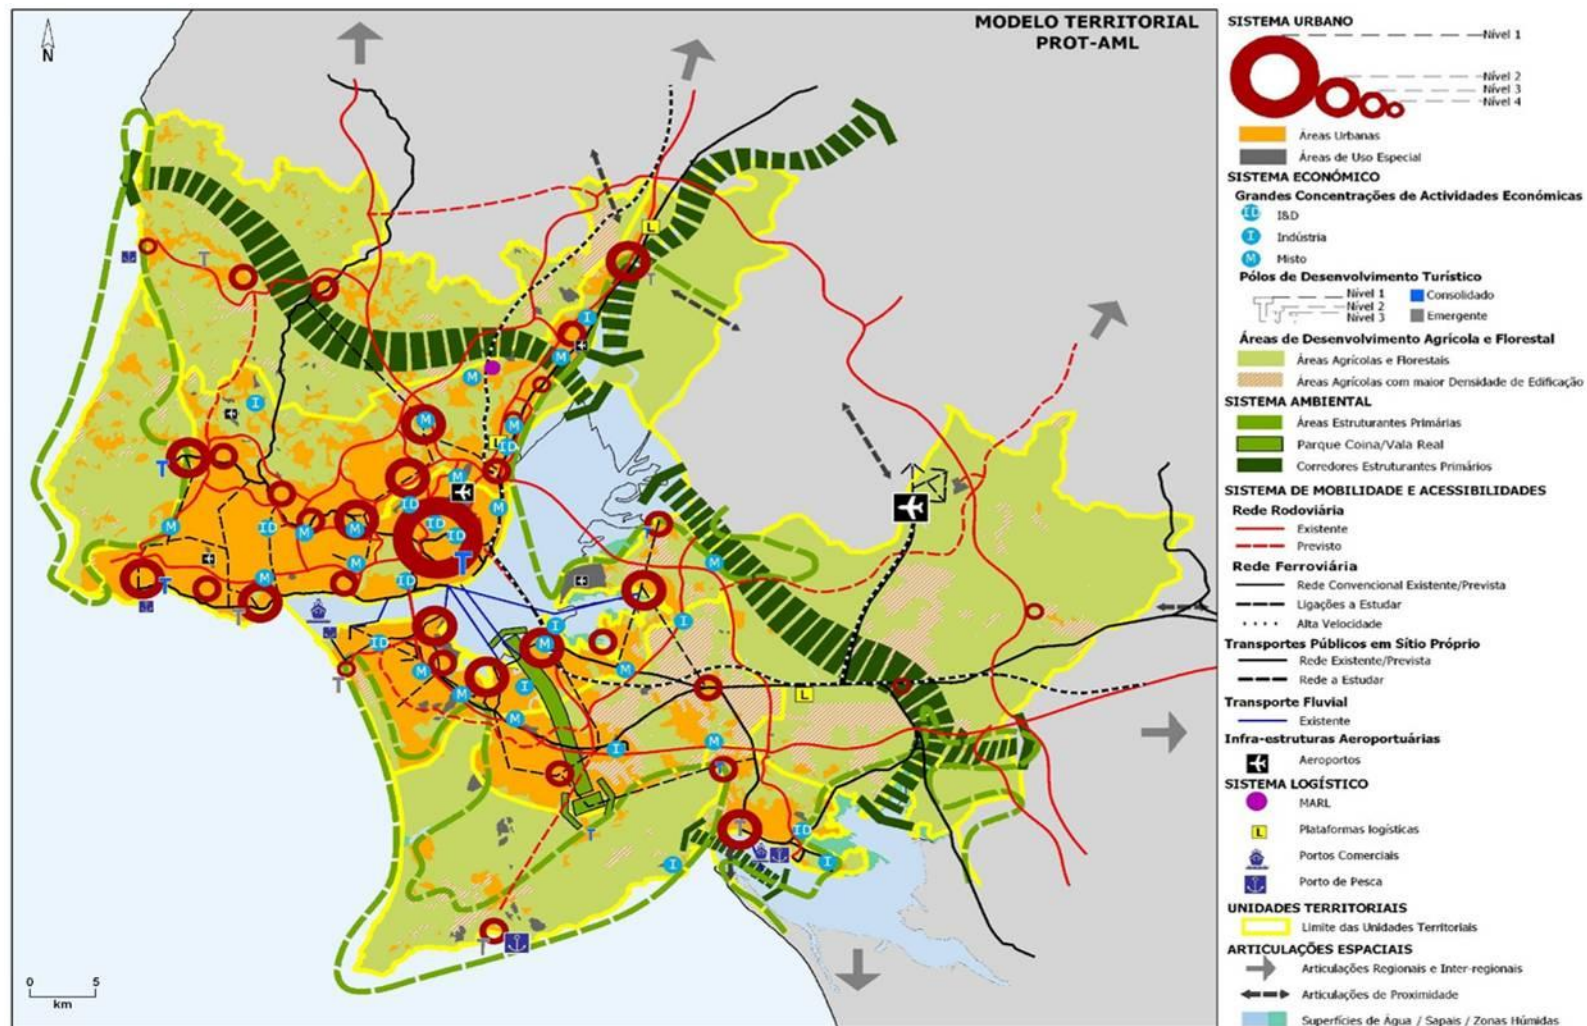 MODELO TERRITORIAL
PROT-AML
N
0 5
km
SISTEMA URBANO
Nível 1
Nível 2
Nível 3
Nível 4
Áreas Urbanas
Áreas de Uso Especial
SISTEMA ECONÓMICO
Grandes Concentrações de Actividades Económicas
ID I&D
I Indústria
M Misto
Pólos de Desenvolvimento Turístico
Nível 1
Nível 2
Nível 3
Consolidado
Emergente
Áreas de Desenvolvimento Agrícola e Florestal
Áreas Agrícolas e Florestais
Áreas Agrícolas com maior Densidade de Edificação
SISTEMA AMBIENTAL
Áreas Estruturantes Primárias
Parque Coina/Vala Real
Corredores Estruturantes Primários
SISTEMA DE MOBILIDADE E ACESSIBILIDADES
Rede Rodoviária
Existente
Previsto
Rede Ferroviária
Rede Convencional Existente/Prevista
Ligações a Estudar
Alta Velocidade
Transportes Públicos em Sítio Próprio
Rede Existente/Prevista
Rede a Estudar
Transporte Fluvial
Existente
Infra-estruturas Aeroportuárias
Aeroportos
SISTEMA LOGÍSTICO
MARL
L Plataformas logísticas
Portos Comerciais
Porto de Pesca
UNIDADES TERRITORIAIS
Limite das Unidades Territoriais
ARTICULAÇÕES ESPACIAIS
Articulações Regionais e Inter-regionais
Articulações de Proximidade
Superfícies de Água / Sapais / Zonas Húmidas